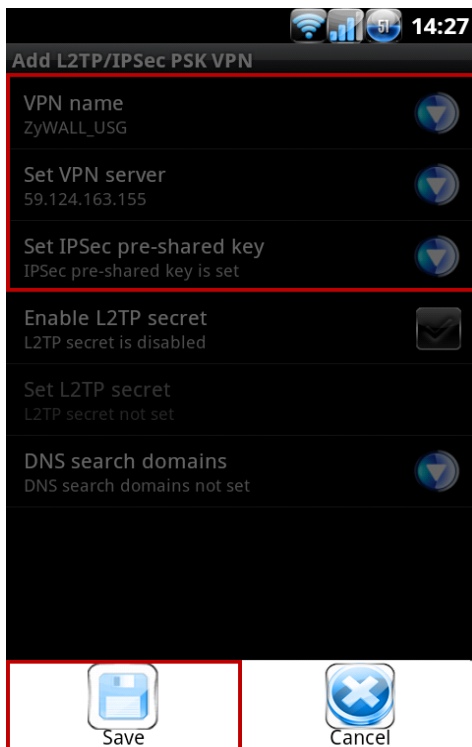 51 14:27
Add L2TP/IPSec PSK VPN
VPN name
ZyWALL_USG
Set VPN server
59.124.163.155
Set IPSec pre-shared key
IPSec pre-shared key is set
Enable L2TP secret
L2TP secret is disabled
Set L2TP secret
L2TP secret not set
DNS search domains
DNS search domains not set
Save Cancel